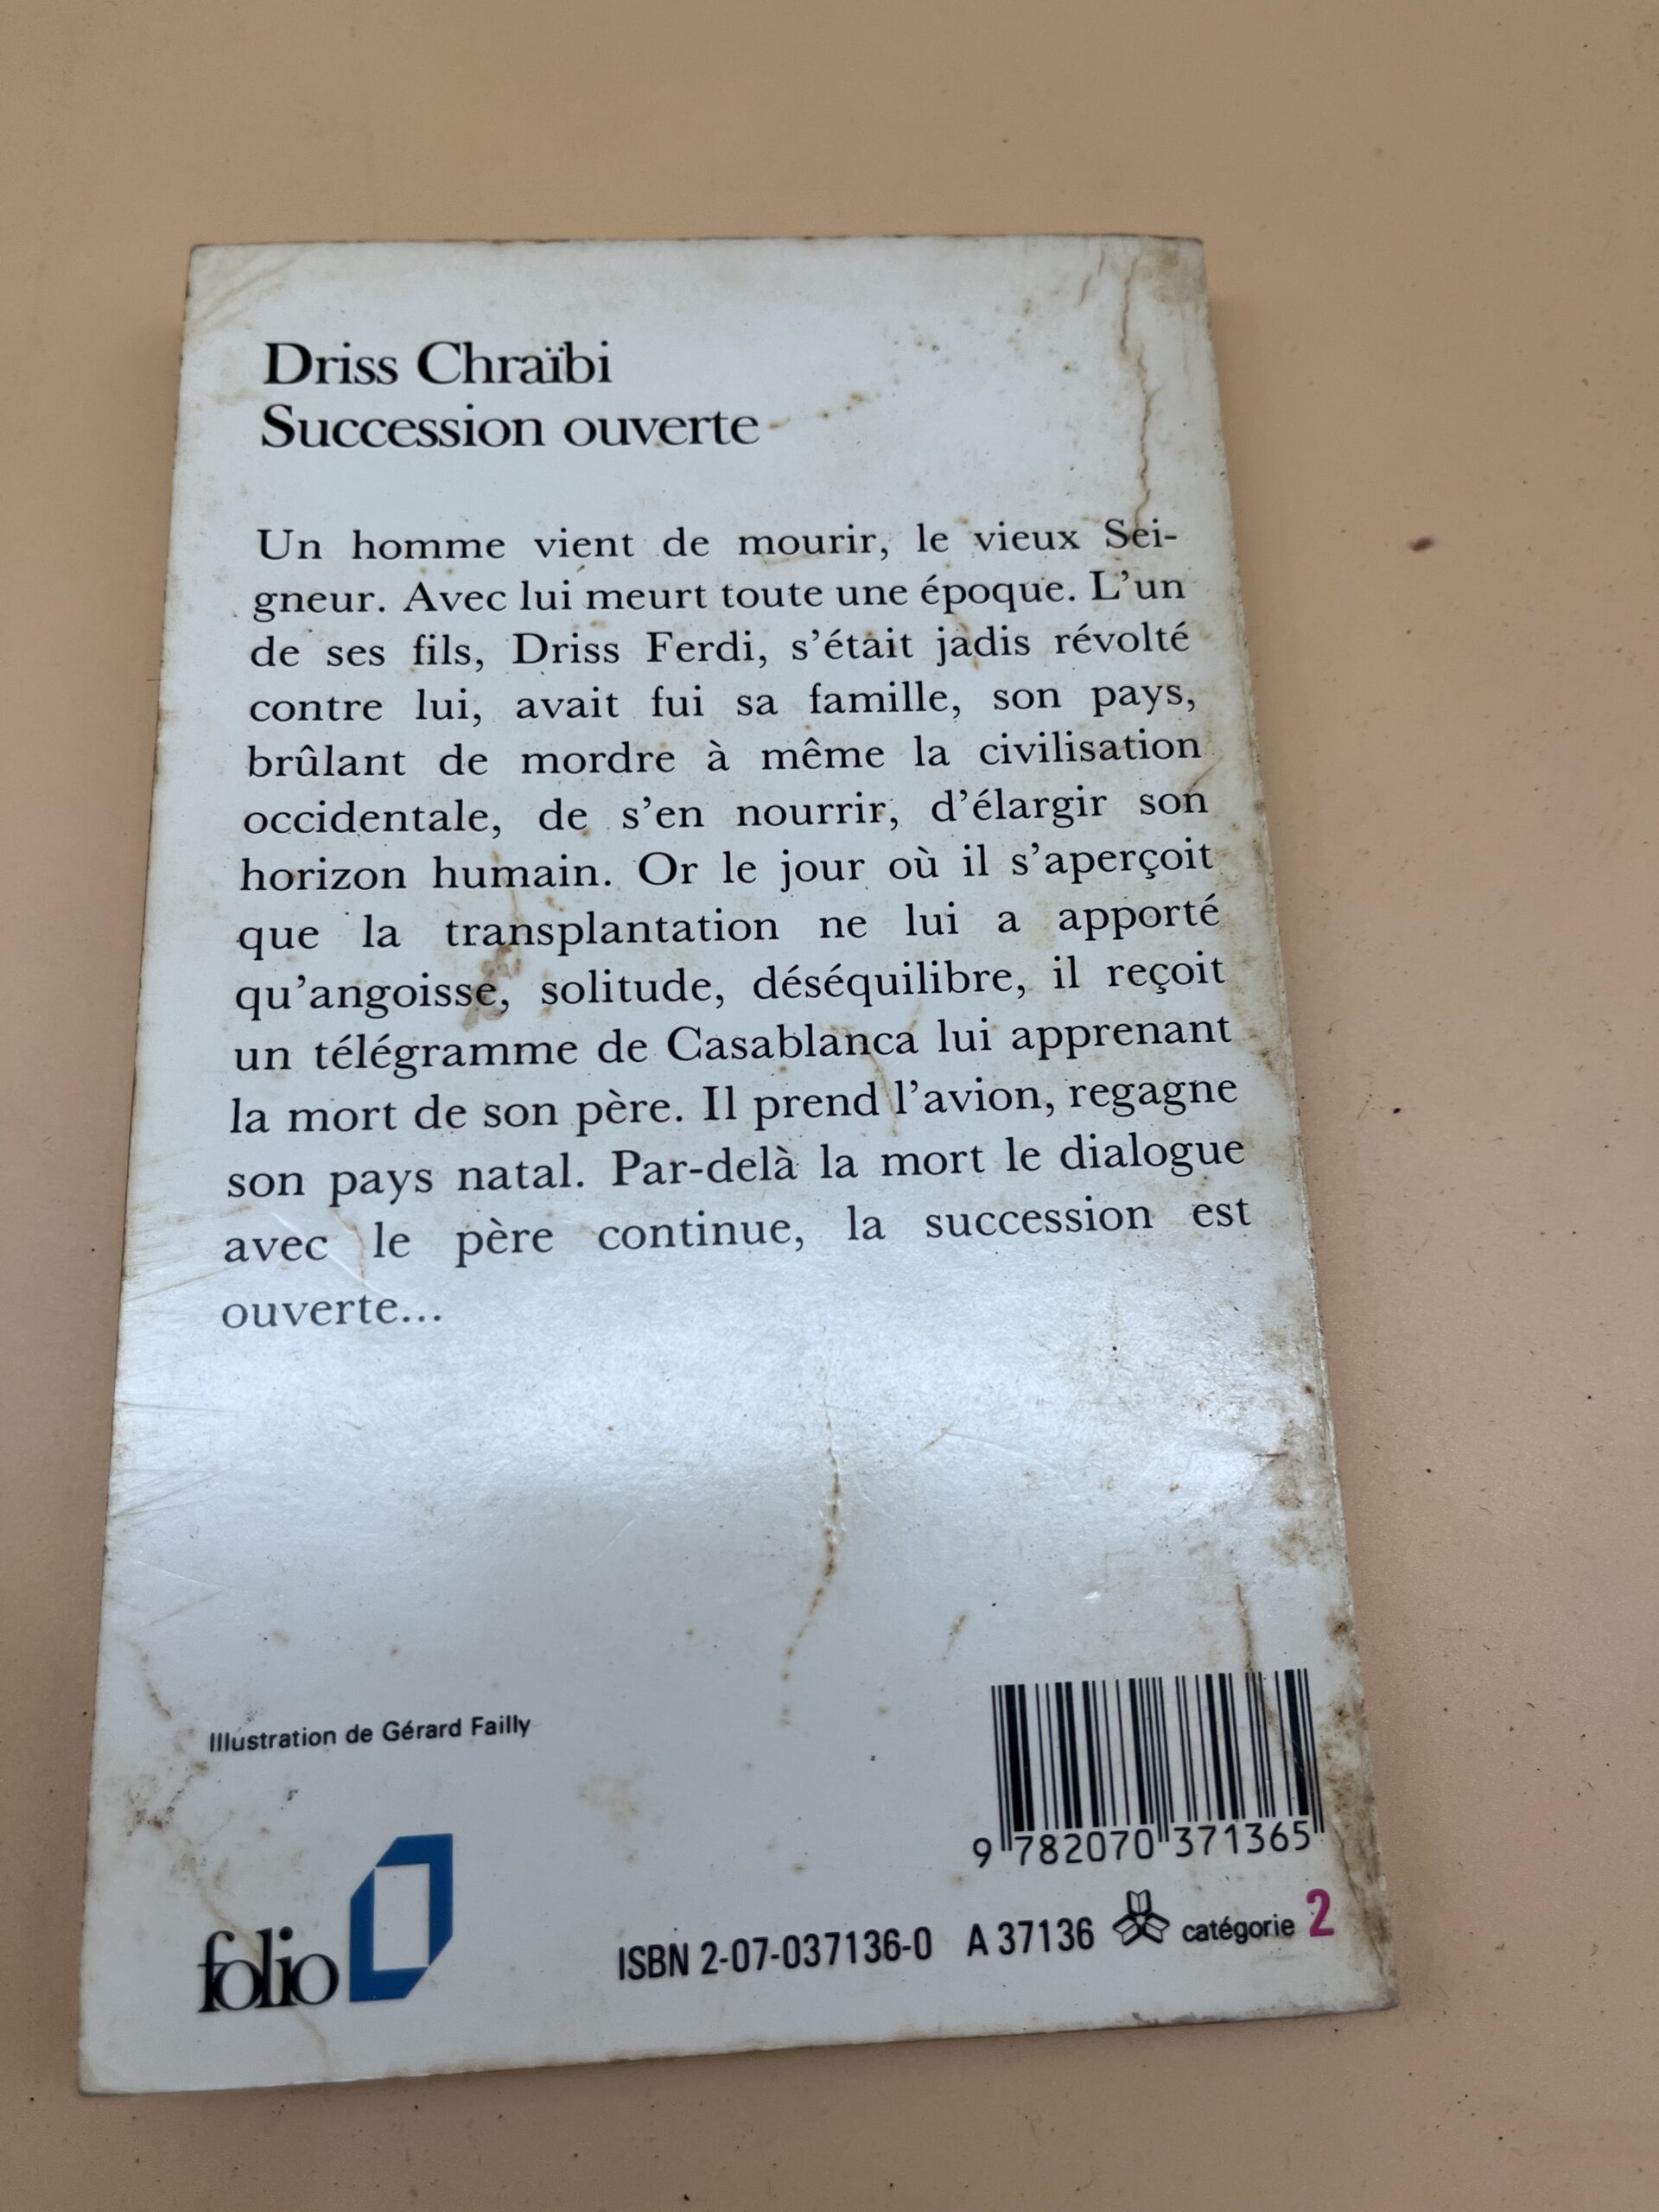 Driss Chraïbi
Succession ouverte
Un homme vient de mourir, le vieux Sei-
gneur. Avec lui meurt toute une époque. L'un
de ses fils, Driss Ferdi, s'était jadis révolté
contre lui, avait fui sa famille, son pays,
brûlant de mordre à même la civilisation
occidentale, de s'en nourrir, d'élargir son
horizon humain. Or le jour où il s'aperçoit
que la transplantation ne lui a apporté
qu'angoisse, solitude, déséquilibre, il reçoit
un télégramme de Casablanca lui apprenant
la mort de son père. Il prend l'avion, regagne
son pays natal. Par-delà la mort le dialogue
avec le père continue, la succession est
ouverte...
Illustration de Gérard Failly
9 782070 371365
folio
ISBN 2-07-037136-0 A 37136 catégorie 2